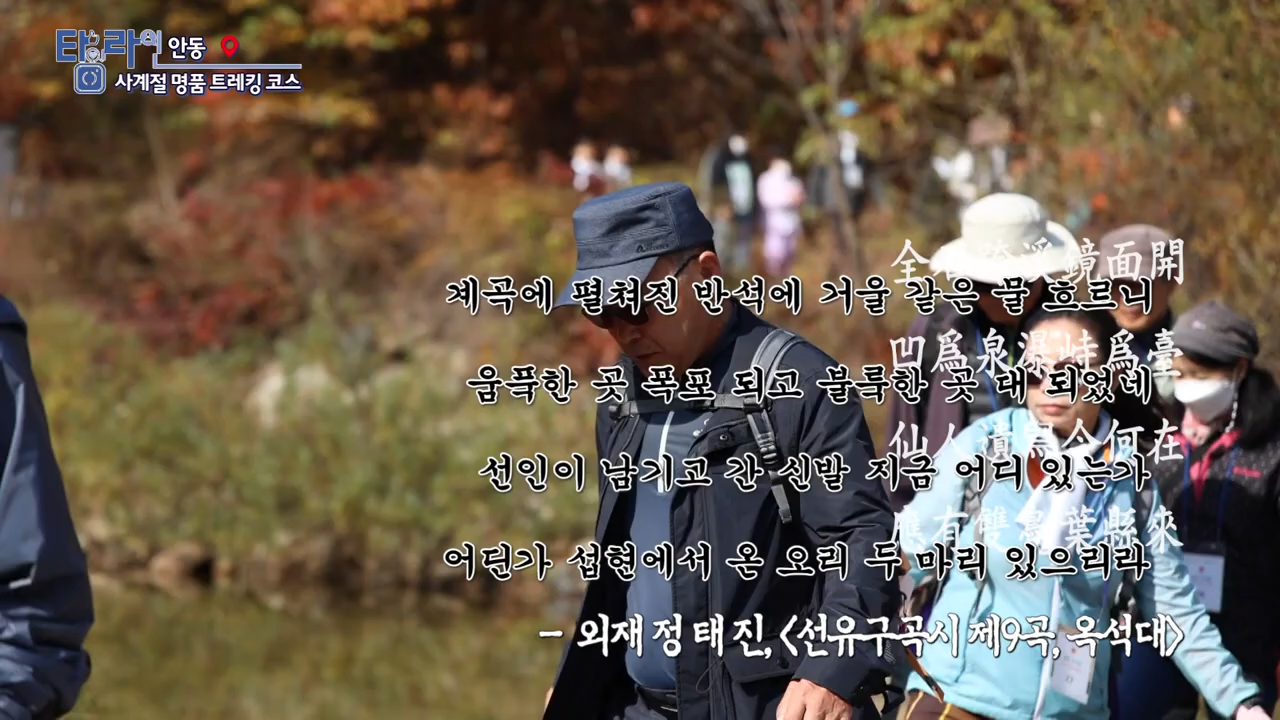 탐라이 안동
사계절 명품 트레킹 코스
鏡面開
계곡에 펼쳐진 반석에 거울 같은 물 흐르니
凹爲泉瀑峙爲臺
움푹한 곳 폭포 되고 불룩한 곳 대 되었네
仙人 今何在
선인이 남기고 간 신발 지금 어디 있는가
應有雙 葉縣來
어딘가 섭현에서 온 오리 두 마리 있으리라
- 외재 정태진, <선유구곡시 제9곡, 옥석대>